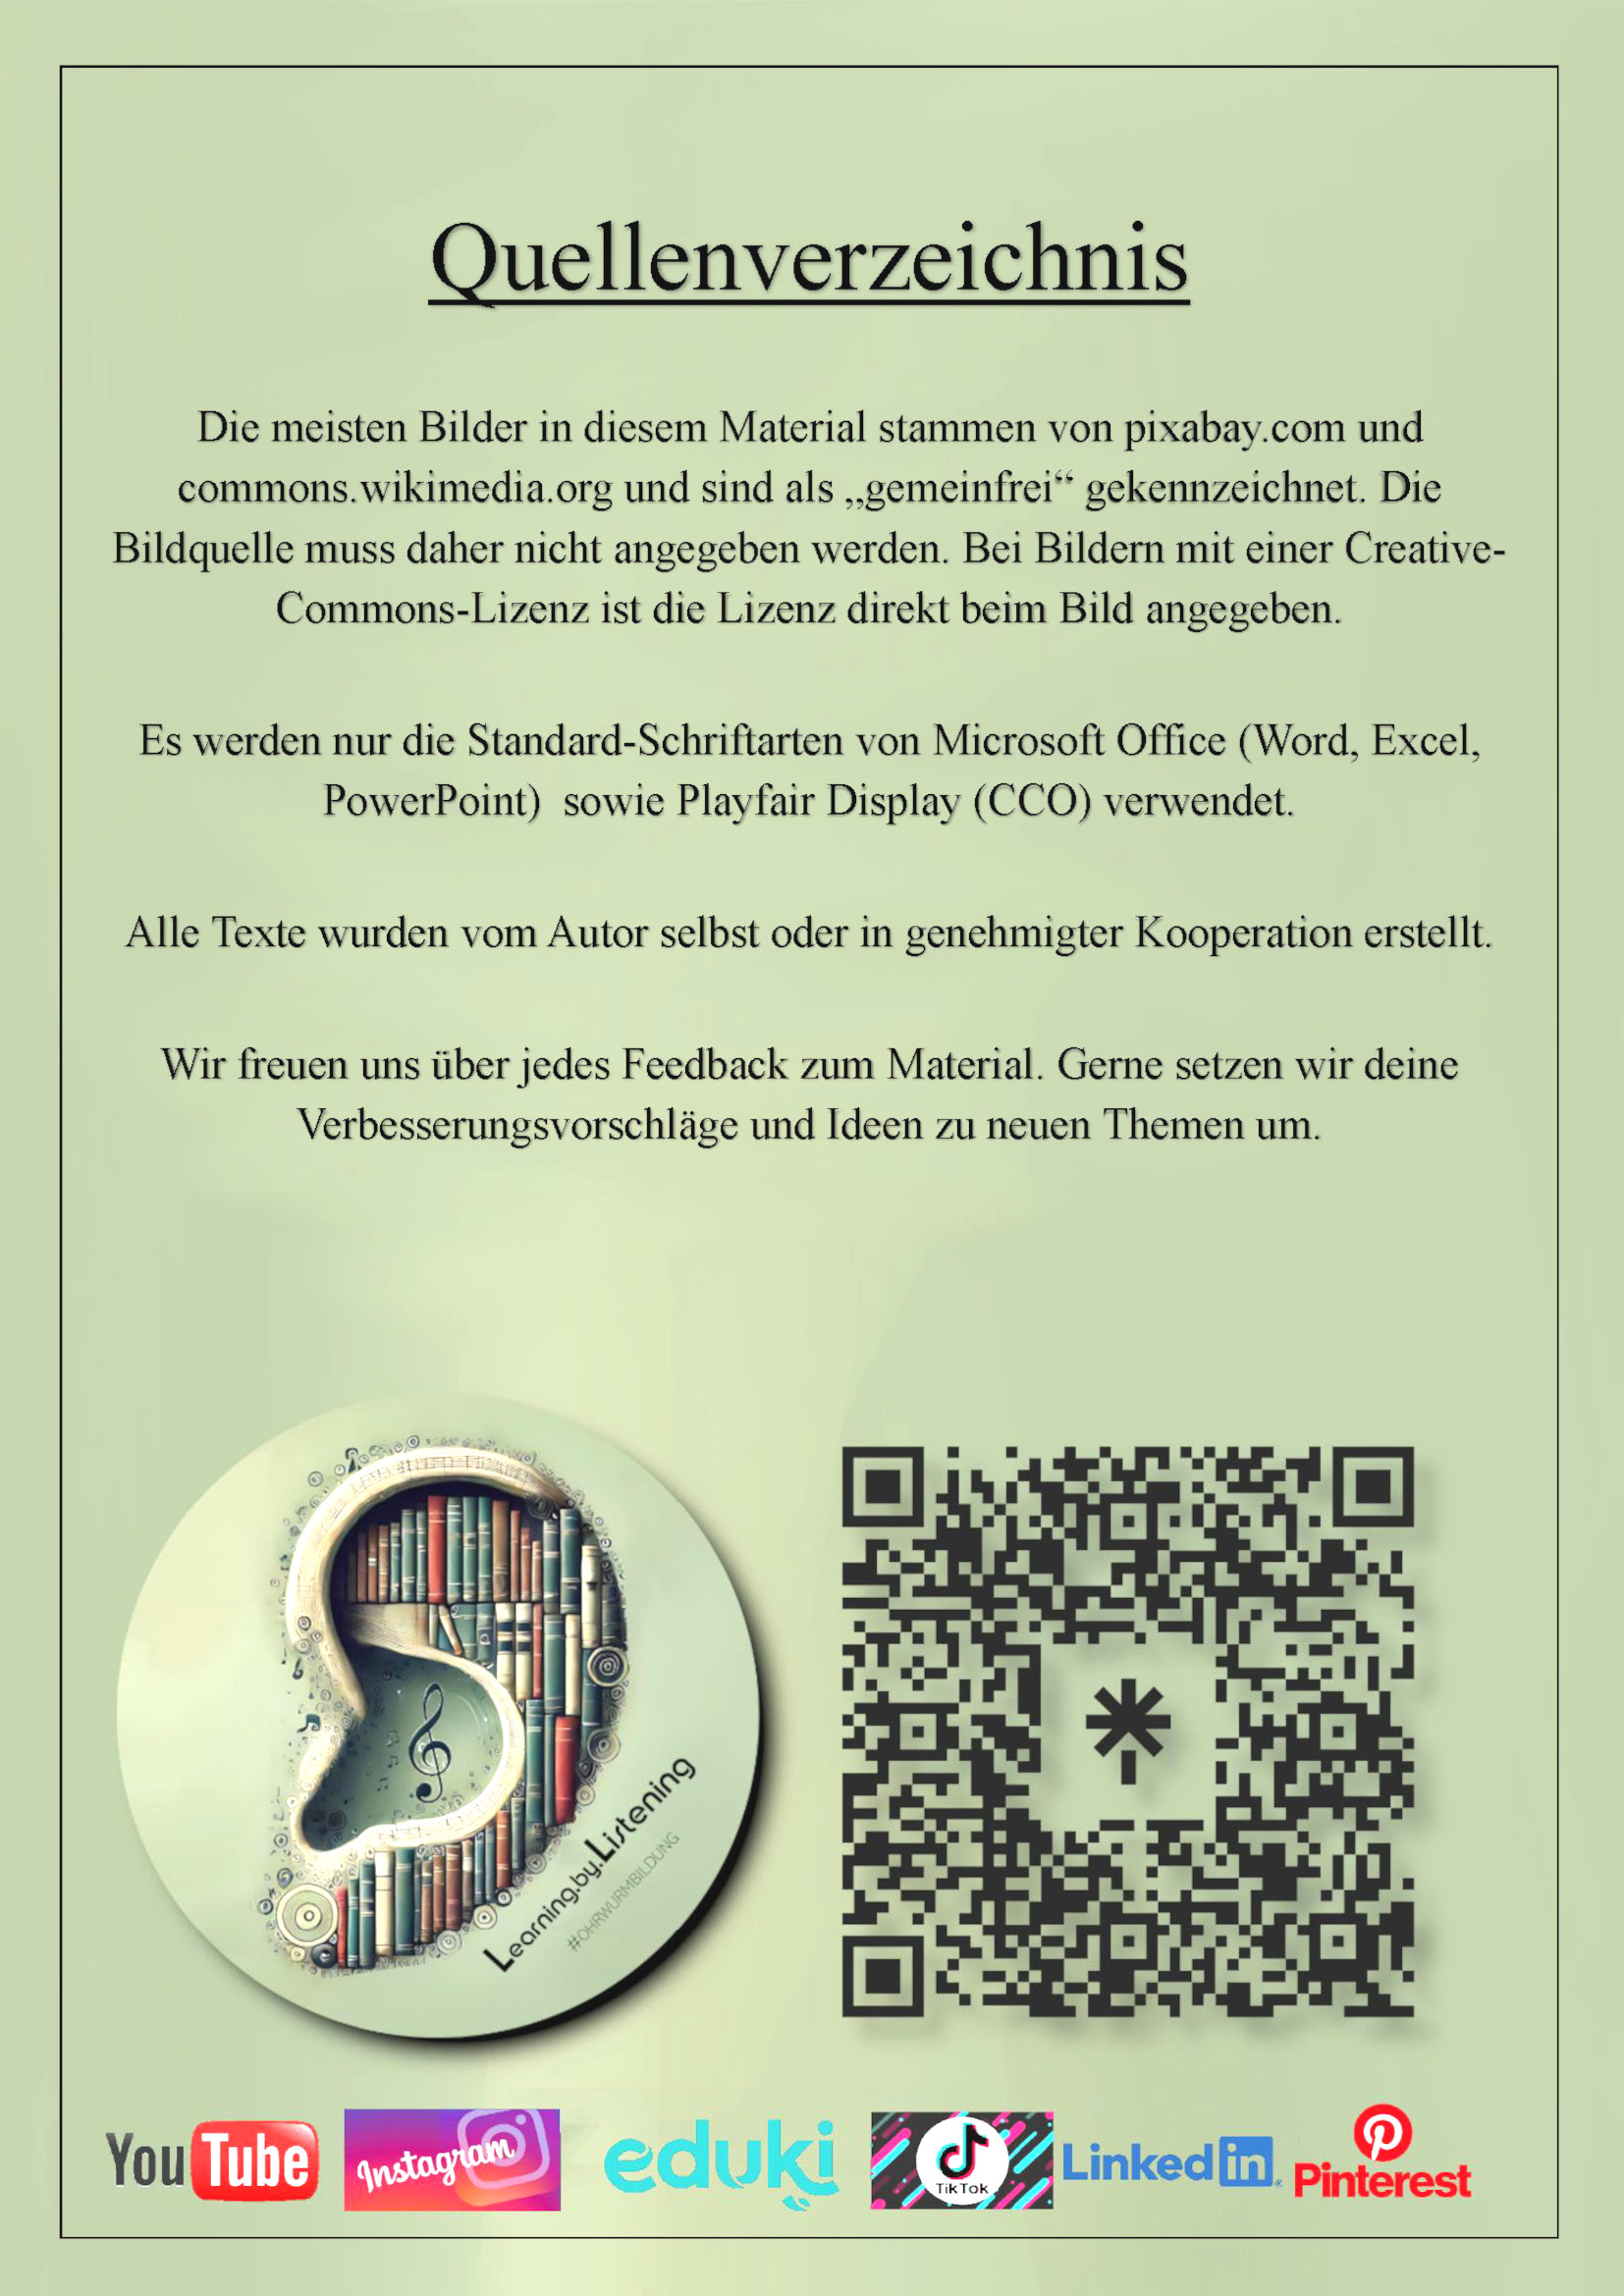 Quellenverzeichnis
Die meisten Bilder in diesem Material stammen von pixabay.com und
commons.wikimedia.org und sind als „gemeinfrei“ gekennzeichnet. Die
Bildquelle muss daher nicht angegeben werden. Bei Bildern mit einer Creative-
Commons-Lizenz ist die Lizenz direkt beim Bild angegeben.
Es werden nur die Standard-Schriftarten von Microsoft Office (Word, Excel,
PowerPoint) sowie Playfair Display (CCO) verwendet.
Alle Texte wurden vom Autor selbst oder in genehmigter Kooperation erstellt.
Wir freuen uns über jedes Feedback zum Material. Gerne setzen wir deine
Verbesserungsvorschläge und Ideen zu neuen Themen um.
Learning.by.Listening
#OHRWURMBILDUNG
YouTube Instagram eduki TikTok LinkedIn Pinterest